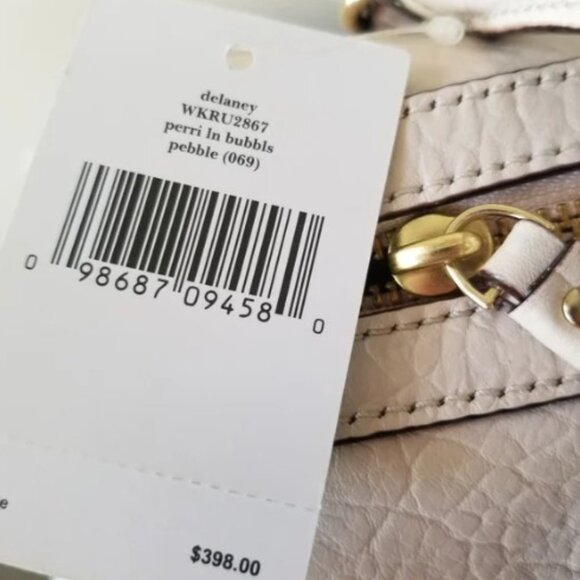 delaney
WKRU2867
perri ln bubbls
pebble (069)
0 98687 09458 0
e
$398.00